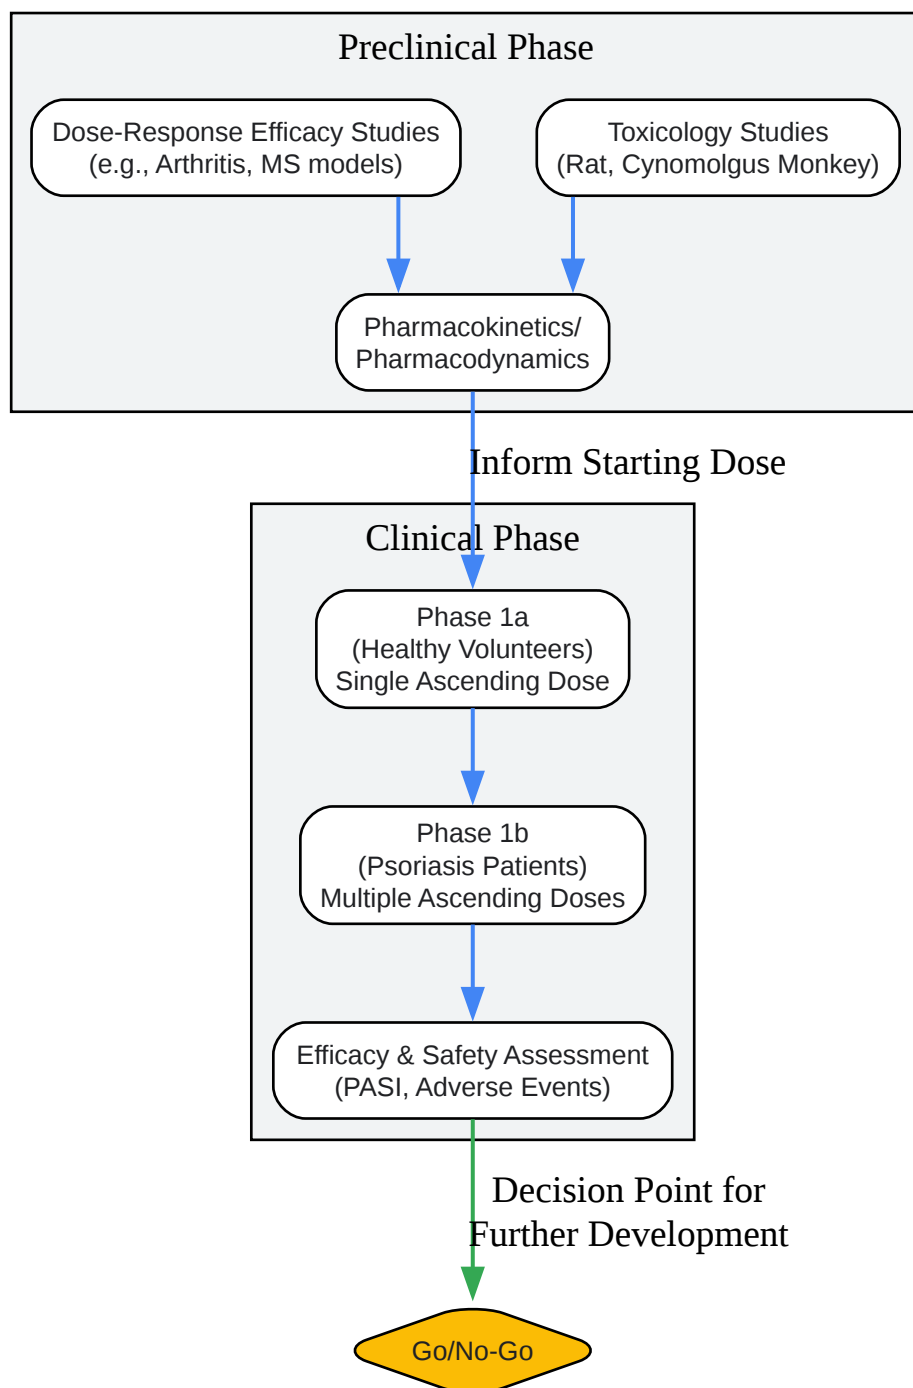 Preclinical Phase
Dose-Response Efficacy Studies
(e.g., Arthritis, MS models)
Toxicology Studies
(Rat, Cynomolgus Monkey)
Pharmacokinetics/
Pharmacodynamics
Inform Starting Dose
Clinical Phase
Phase 1a
(Healthy Volunteers)
Single Ascending Dose
Phase 1b
(Psoriasis Patients)
Multiple Ascending Doses
Efficacy & Safety Assessment
(PASI, Adverse Events)
Decision Point for
Further Development
Go/No-Go